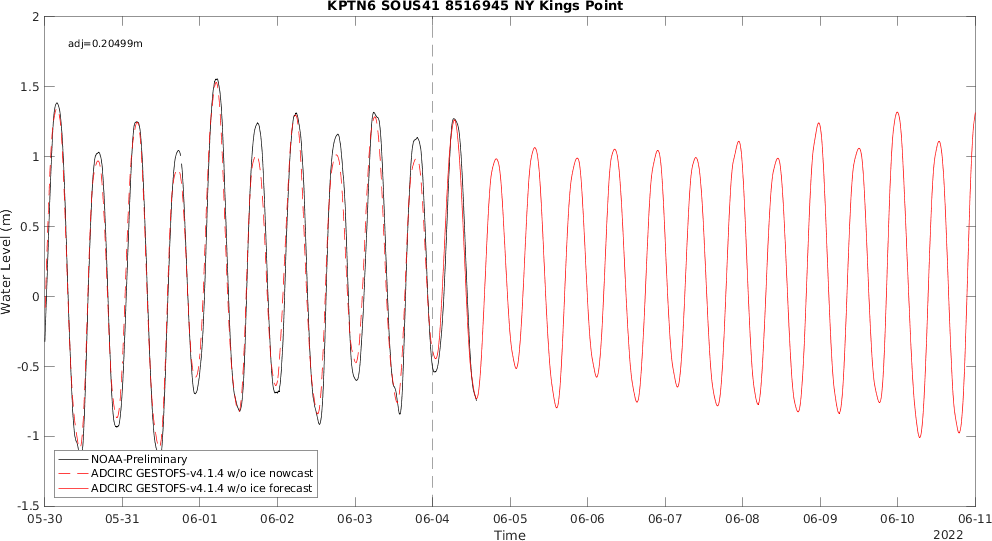 KPTN6 SOUS41 8516945 NY Kings Point
adj=0.20499m
2
1.5
1
0.5
0
-0.5
-1
-1.5
Water Level (m)
NOAA-Preliminary
ADCIRC GESTOFS-v4.1.4 w/o ice nowcast
ADCIRC GESTOFS-v4.1.4 w/o ice forecast
05-30 05-31 06-01 06-02 06-03 06-04 06-05 06-06 06-07 06-08 06-09 06-10 06-11
Time
2022